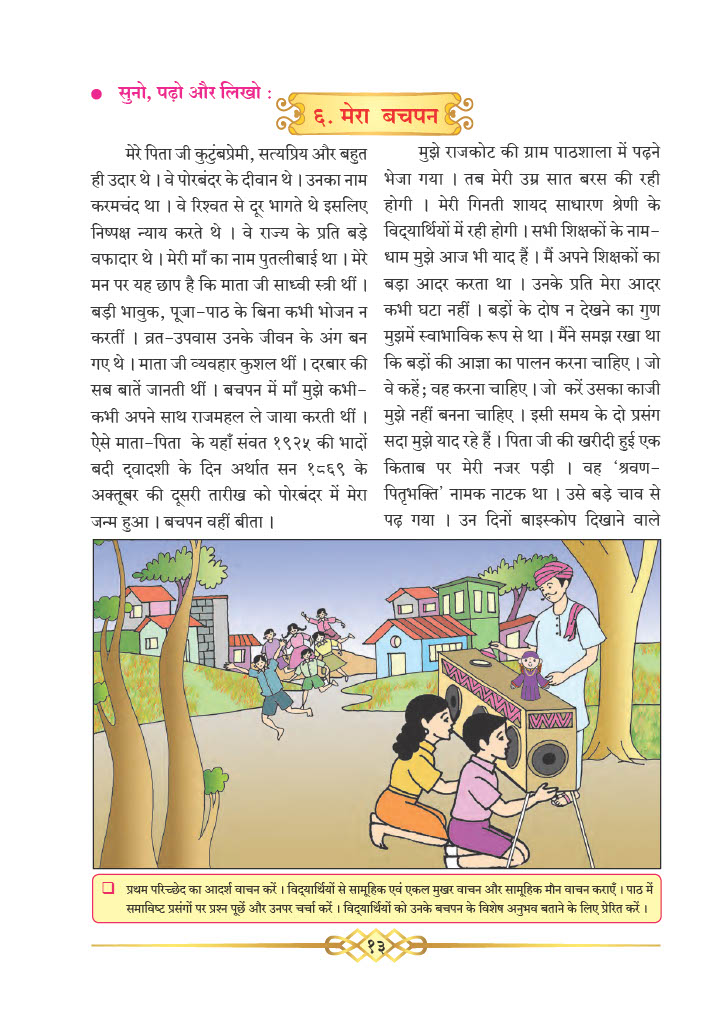 ● सुनो, पढ़ो और लिखो :
६. मेरा बचपन
मेरे पिता जी कुटुंबप्रेमी, सत्यप्रिय और बहुत
ही उदार थे । वे पोरबंदर के दीवान थे । उनका नाम
करमचंद था । वे रिश्वत से दूर भागते थे इसलिए
निष्पक्ष न्याय करते थे । वे राज्य के प्रति बड़े
वफादार थे । मेरी माँ का नाम पुतलीबाई था । मेरे
मन पर यह छाप है कि माता जी साध्वी स्त्री थीं ।
बड़ी भावुक, पूजा-पाठ के बिना कभी भोजन न
करतीं । व्रत-उपवास उनके जीवन के अंग बन
गए थे । माता जी व्यवहार कुशल थीं । दरबार की
सब बातें जानती थीं । बचपन में माँ मुझे कभी-
कभी अपने साथ राजमहल ले जाया करती थीं ।
ऐसे माता-पिता के यहाँ संवत १९२५ की भादों
बदी द्‌वादशी के दिन अर्थात सन १८६९ के
अक्तूबर की दूसरी तारीख को पोरबंदर में मेरा
जन्म हुआ । बचपन वहीं बीता ।
मुझे राजकोट की ग्राम पाठशाला में पढ़ने
भेजा गया । तब मेरी उम्र सात बरस की रही
होगी । मेरी गिनती शायद साधारण श्रेणी के
विद्‌यार्थियों में रही होगी । सभी शिक्षकों के नाम-
धाम मुझे आज भी याद हैं । मैं अपने शिक्षकों का
बड़ा आदर करता था । उनके प्रति मेरा आदर
कभी घटा नहीं । बड़ों के दोष न देखने का गुण
मुझमें स्वाभाविक रूप से था । मैंने समझ रखा था
कि बड़ों की आज्ञा का पालन करना चाहिए । जो
वे कहें; वह करना चाहिए । जो करें उसका काजी
मुझे नहीं बनना चाहिए । इसी समय के दो प्रसंग
सदा मुझे याद रहे हैं । पिता जी की खरीदी हुई एक
किताब पर मेरी नजर पड़ी । वह ‘श्रवण-
पितृभक्ति’ नामक नाटक था । उसे बड़े चाव से
पढ़ गया । उन दिनों बाइस्कोप दिखाने वाले
❑ प्रथम परिच्छेद का आदर्श वाचन करें । विद्‌यार्थियों से सामूहिक एवं एकल मुखर वाचन और सामूहिक मौन वाचन कराएँ । पाठ में
समाविष्ट प्रसंगों पर प्रश्न पूछें और उनपर चर्चा करें । विद्‌यार्थियों को उनके बचपन के विशेष अनुभव बताने के लिए प्रेरित करें ।
१३